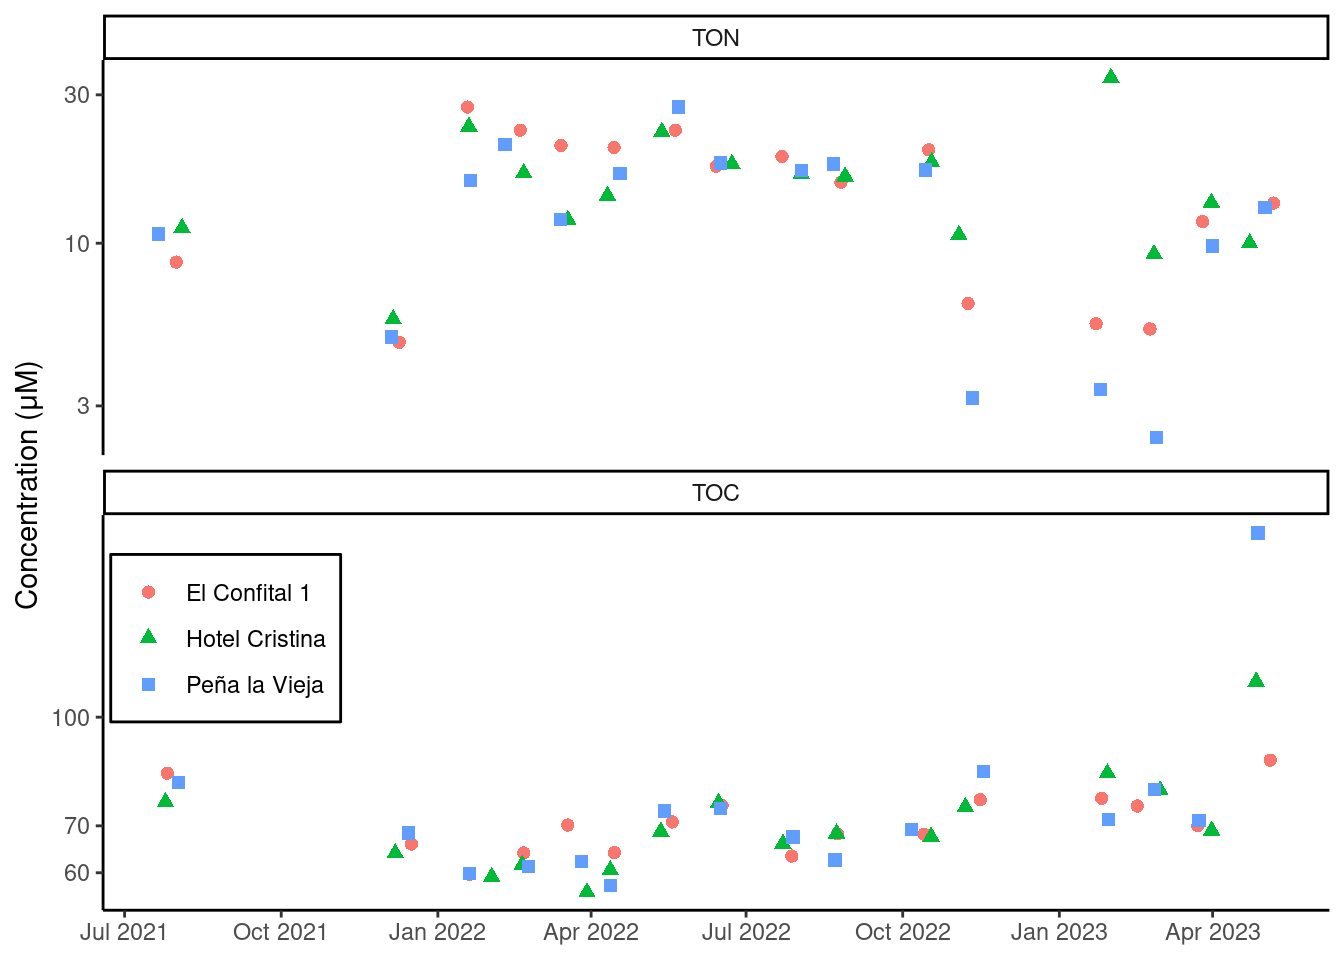 TON
30
10
3
Concentration (µM)
TOC
El Confital 1
Hotel Cristina
Peña la Vieja
100
70
60
Jul 2021 Oct 2021 Jan 2022 Apr 2022 Jul 2022 Oct 2022 Jan 2023 Apr 2023